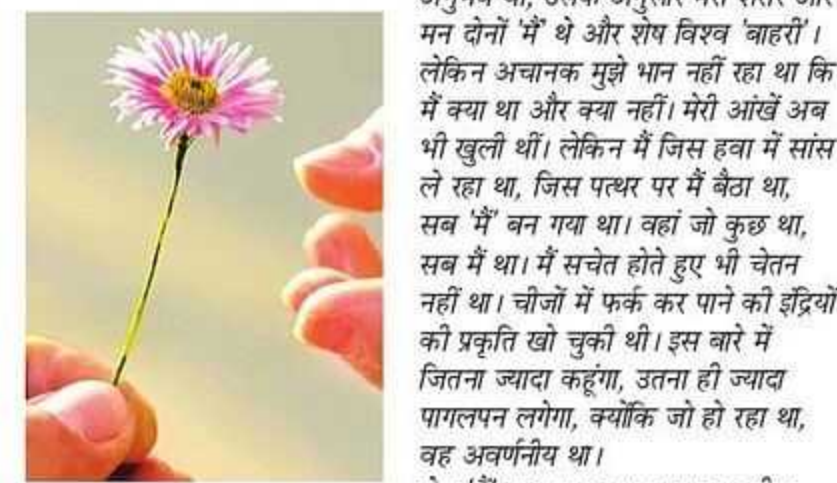 मन दोनों 'मैं' थे और शेष विश्व 'बाहरी'।
लेकिन अचानक मुझे भान नहीं रहा था कि
मैं क्या था और क्या नहीं। मेरी आंखें अब
भी खुली थीं। लेकिन मैं जिस हवा में सांस
ले रहा था, जिस पत्थर पर मैं बैठा था,
सब 'मैं' बन गया था। वहां जो कुछ था,
सब मैं था। मैं सचेत होते हुए भी चेतन
नहीं था। चीजों में फर्क कर पाने की इंद्रियों
की प्रकृति खो चुकी थी। इस बारे में
जितना ज्यादा कहूंगा, उतना ही ज्यादा
पागलपन लगेगा, क्योंकि जो हो रहा था,
वह अवर्णनीय था।